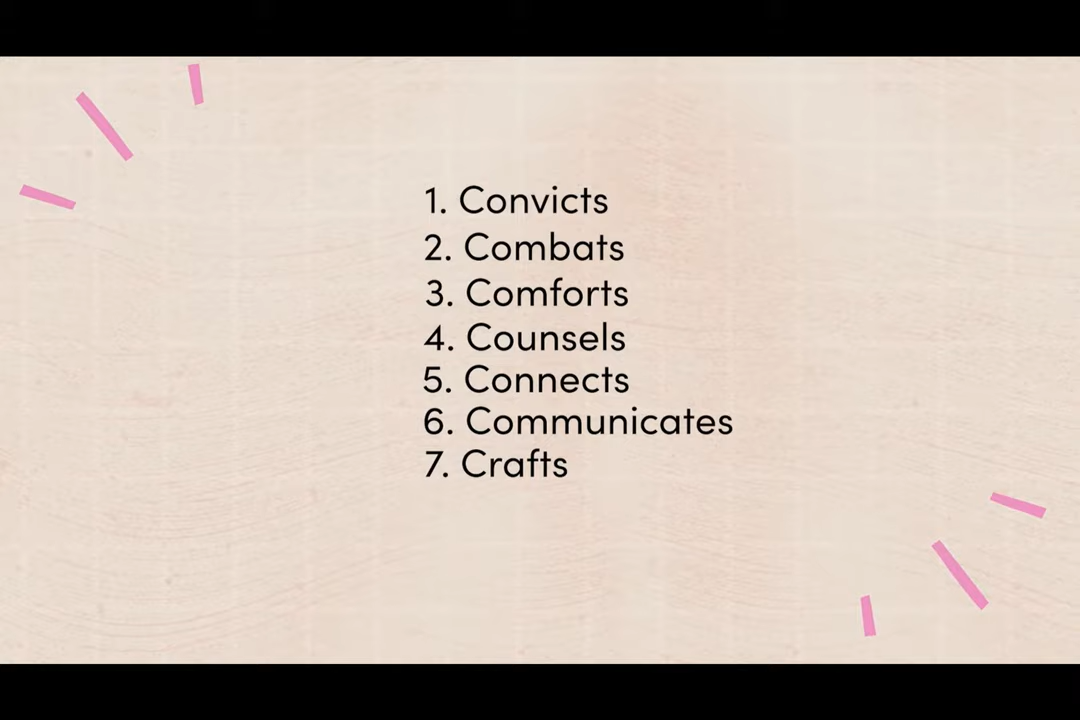 1. Convicts
2. Combats
3. Comforts
4. Counsels
5. Connects
6. Communicates
7. Crafts